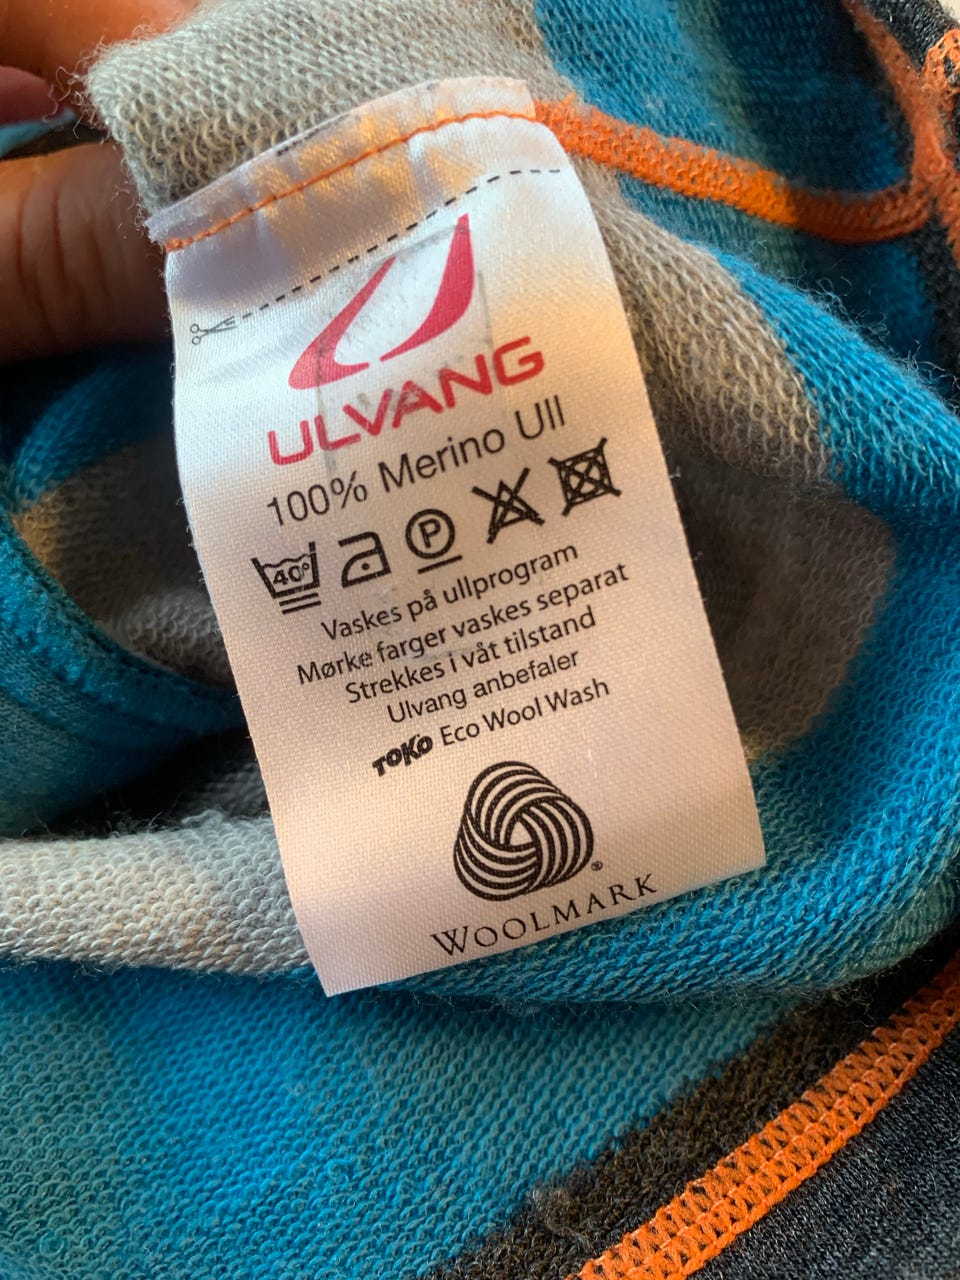 ULVANG
100% Merino Ull
40°
P
Vaskes på ullprogram
Mørke farger vaskes separat
Strekkes i våt tilstand
Ulvang anbefaler
TOKO Eco Wool Wash
®
WOOLMARK